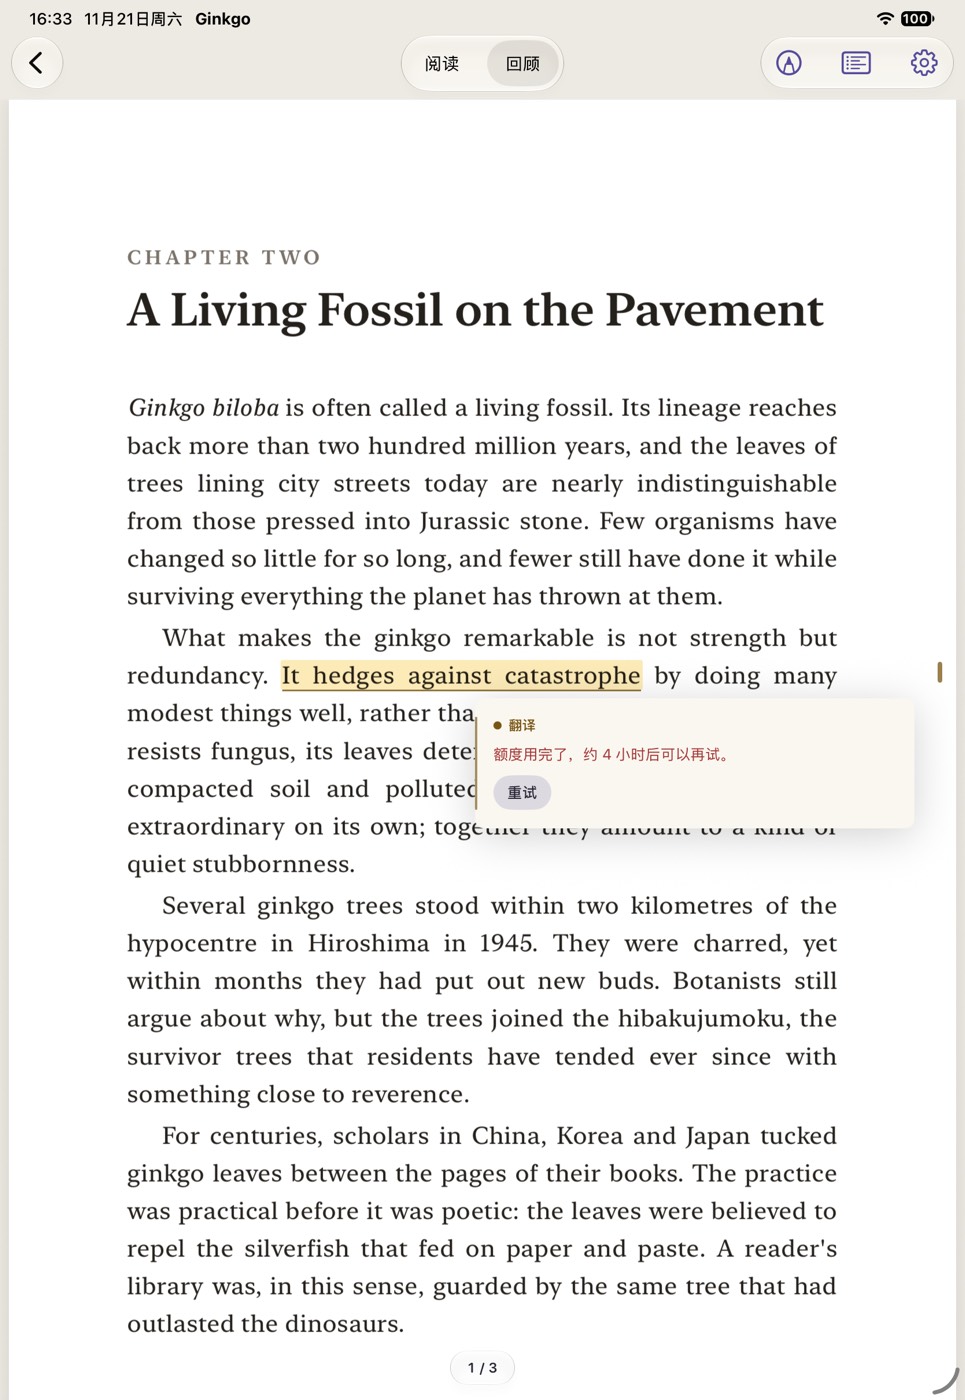 16:33 11月21日周六 Ginkgo
100
阅读 回顾
CHAPTER TWO
A Living Fossil on the Pavement
Ginkgo biloba is often called a living fossil. Its lineage reaches
back more than two hundred million years, and the leaves of
trees lining city streets today are nearly indistinguishable
from those pressed into Jurassic stone. Few organisms have
changed so little for so long, and fewer still have done it while
surviving everything the planet has thrown at them.
What makes the ginkgo remarkable is not strength but
redundancy. It hedges against catastrophe by doing many
modest things well, rather tha
resists fungus, its leaves dete
compacted soil and polluted
extraordinary on its own; together they amount to a kind of
quiet stubbornness.
翻译
额度用完了，约 4 小时后可以再试。
重试
Several ginkgo trees stood within two kilometres of the
hypocentre in Hiroshima in 1945. They were charred, yet
within months they had put out new buds. Botanists still
argue about why, but the trees joined the hibakujumoku, the
survivor trees that residents have tended ever since with
something close to reverence.
For centuries, scholars in China, Korea and Japan tucked
ginkgo leaves between the pages of their books. The practice
was practical before it was poetic: the leaves were believed to
repel the silverfish that fed on paper and paste. A reader's
library was, in this sense, guarded by the same tree that had
outlasted the dinosaurs.
1 / 3